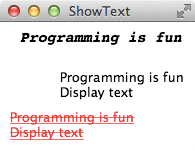 ShowText
Programming is fun
Programming is fun
Display text
Programming is fun
Display text